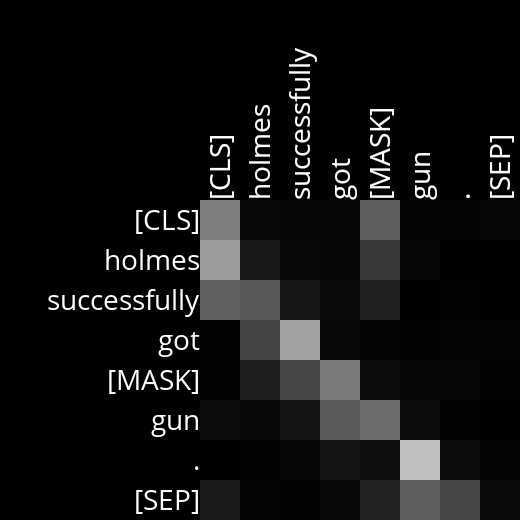 [CLS]
holmes
successfully
got
[MASK]
gun
.
[SEP]
[CLS]
holmes
successfully
got
[MASK]
gun
.
[SEP]